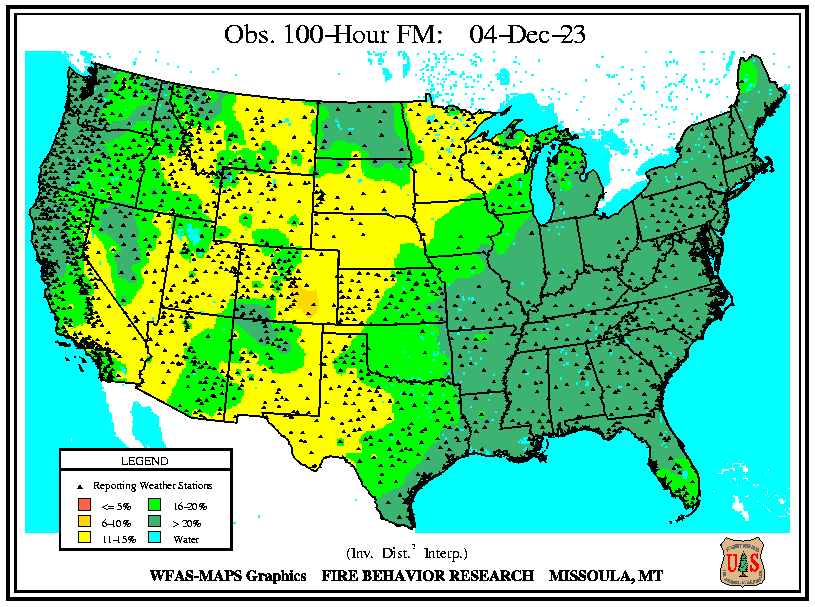 Obs. 100-Hour FM: 04-Dec-23
LEGEND
Reporting Weather Stations
<= 5% 16-20%
6-10% > 20%
11-15% Water
(Inv. Dist.² Interp.)
WFAS-MAPS Graphics FIRE BEHAVIOR RESEARCH MISSOULA, MT
U S